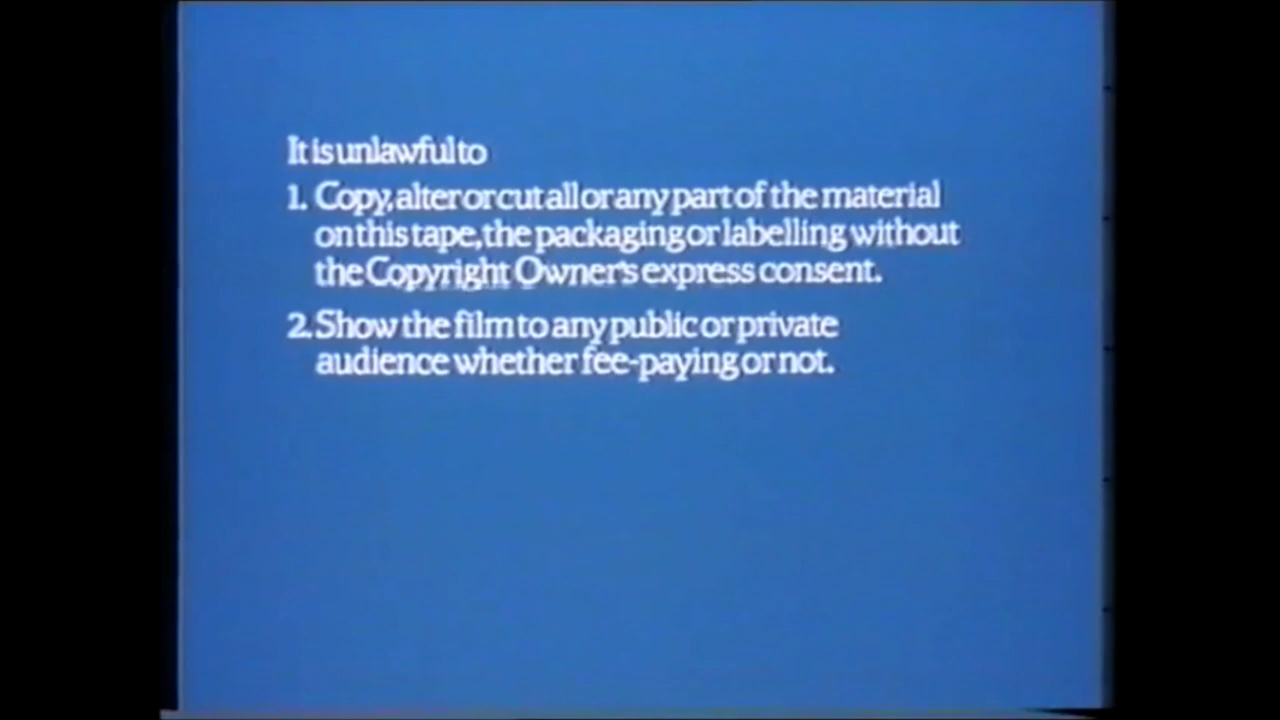 It is unlawful to
1. Copy, alter or cut all or any part of the material
on this tape, the packaging or labelling without
the Copyright Owner's express consent.
2. Show the film to any public or private
audience whether fee-paying or not.